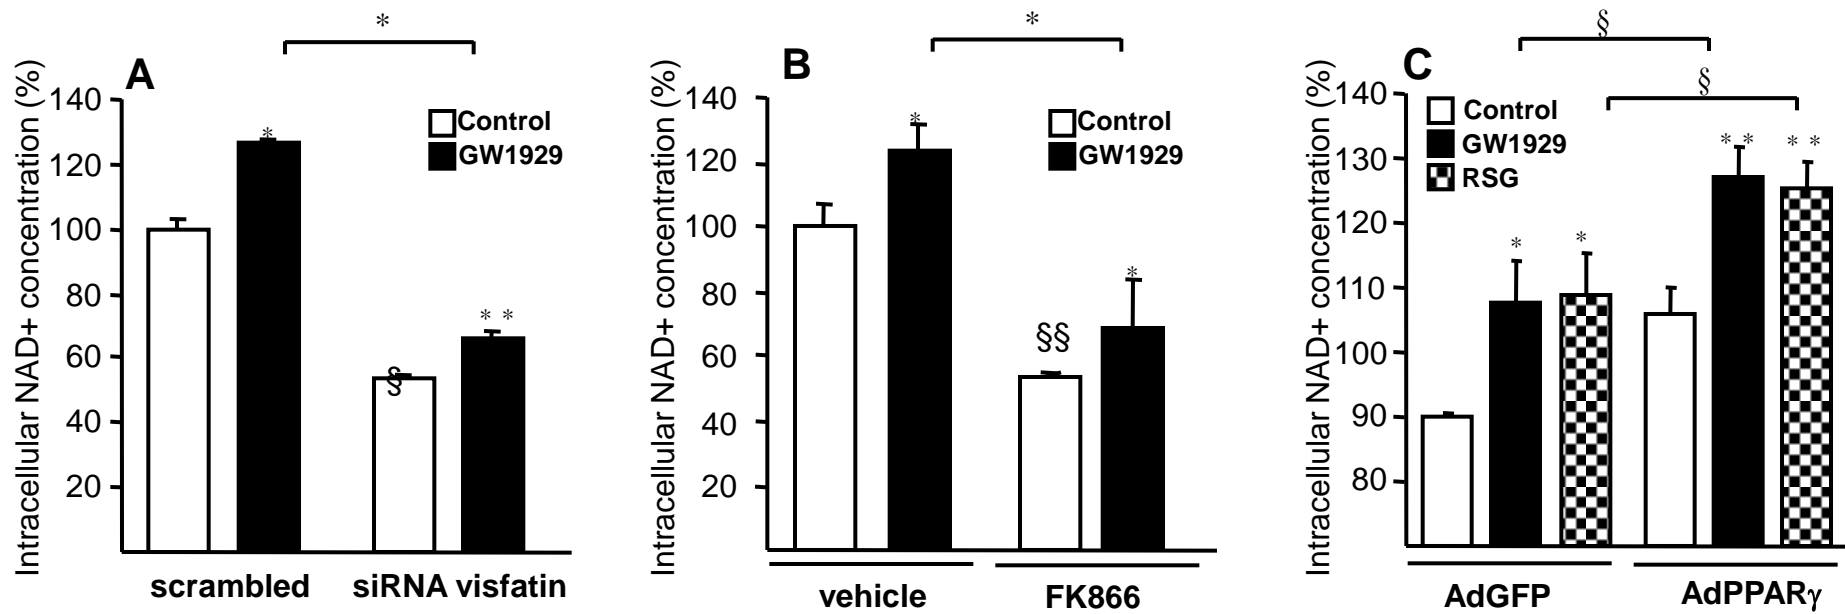 A
*
Intracellular NAD+ concentration (%)
140
120
100
80
60
40
20
Control
GW1929
*
§
* *
scrambled
siRNA visfatin
B
*
Intracellular NAD+ concentration (%)
140
120
100
80
60
40
20
Control
GW1929
*
§§
*
vehicle
FK866
C
§
§
Intracellular NAD+ concentration (%)
140
130
120
110
100
90
80
Control
GW1929
RSG
*
*
* *
* *
AdGFP
AdPPARγ